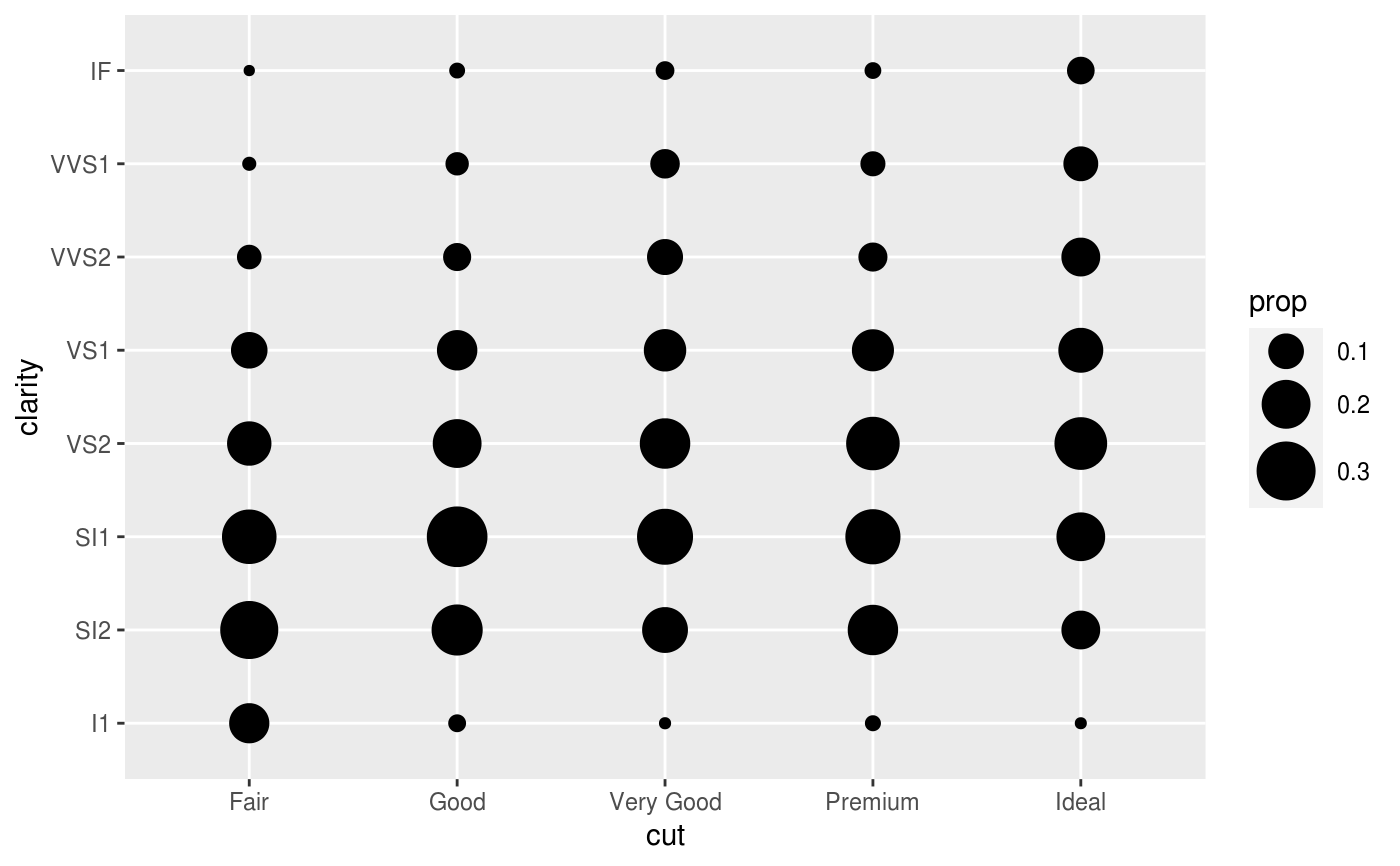 IF
VVS1
VVS2
VS1
VS2
SI1
SI2
I1
clarity
Fair Good Very Good Premium Ideal
cut
prop
0.1
0.2
0.3